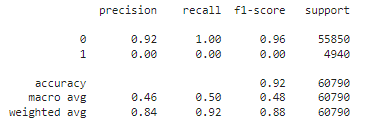 precision recall f1-score support
0 0.92 1.00 0.96 55850
1 0.00 0.00 0.00 4940
accuracy 0.92 60790
macro avg 0.46 0.50 0.48 60790
weighted avg 0.84 0.92 0.88 60790